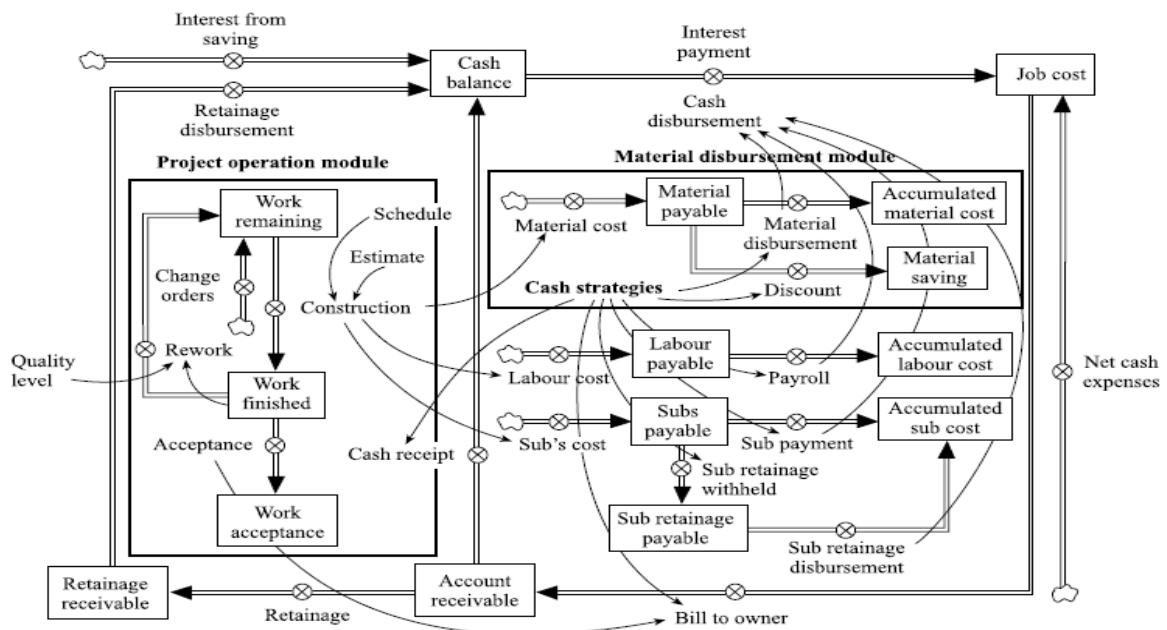 Interest from
saving
Interest
payment
Cash
balance
Job cost
Retainage
disbursement
Cash
disbursement
Project operation module
Material disbursement module
Work
remaining
Schedule
Material
payable
Accumulated
material cost
Material cost
Material
disbursement
Estimate
Change
orders
Material
saving
Construction
Cash strategies
Discount
Quality
level
Rework
Labour
payable
Accumulated
labour cost
Labour cost
Payroll
Net cash
expenses
Work
finished
Subs
payable
Accumulated
sub cost
Acceptance
Cash receipt
Sub's cost
Sub payment
Sub retainage
withheld
Work
acceptance
Sub retainage
payable
Sub retainage
disbursement
Retainage
receivable
Retainage
Account
receivable
Bill to owner